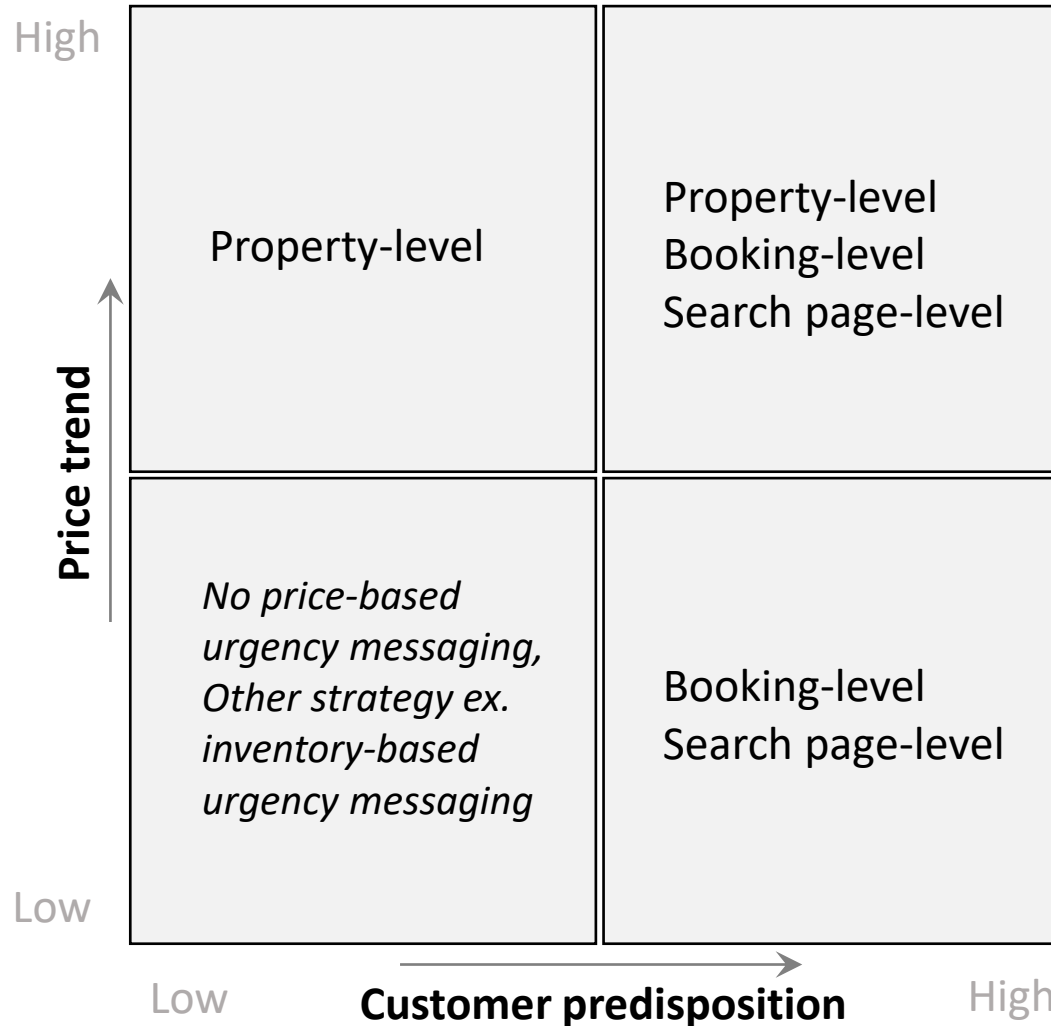 High
Property-level
Property-level
Booking-level
Search page-level
Price trend
No price-based
urgency messaging,
Other strategy ex.
inventory-based
urgency messaging
Booking-level
Search page-level
Low
Low
Customer predisposition
High